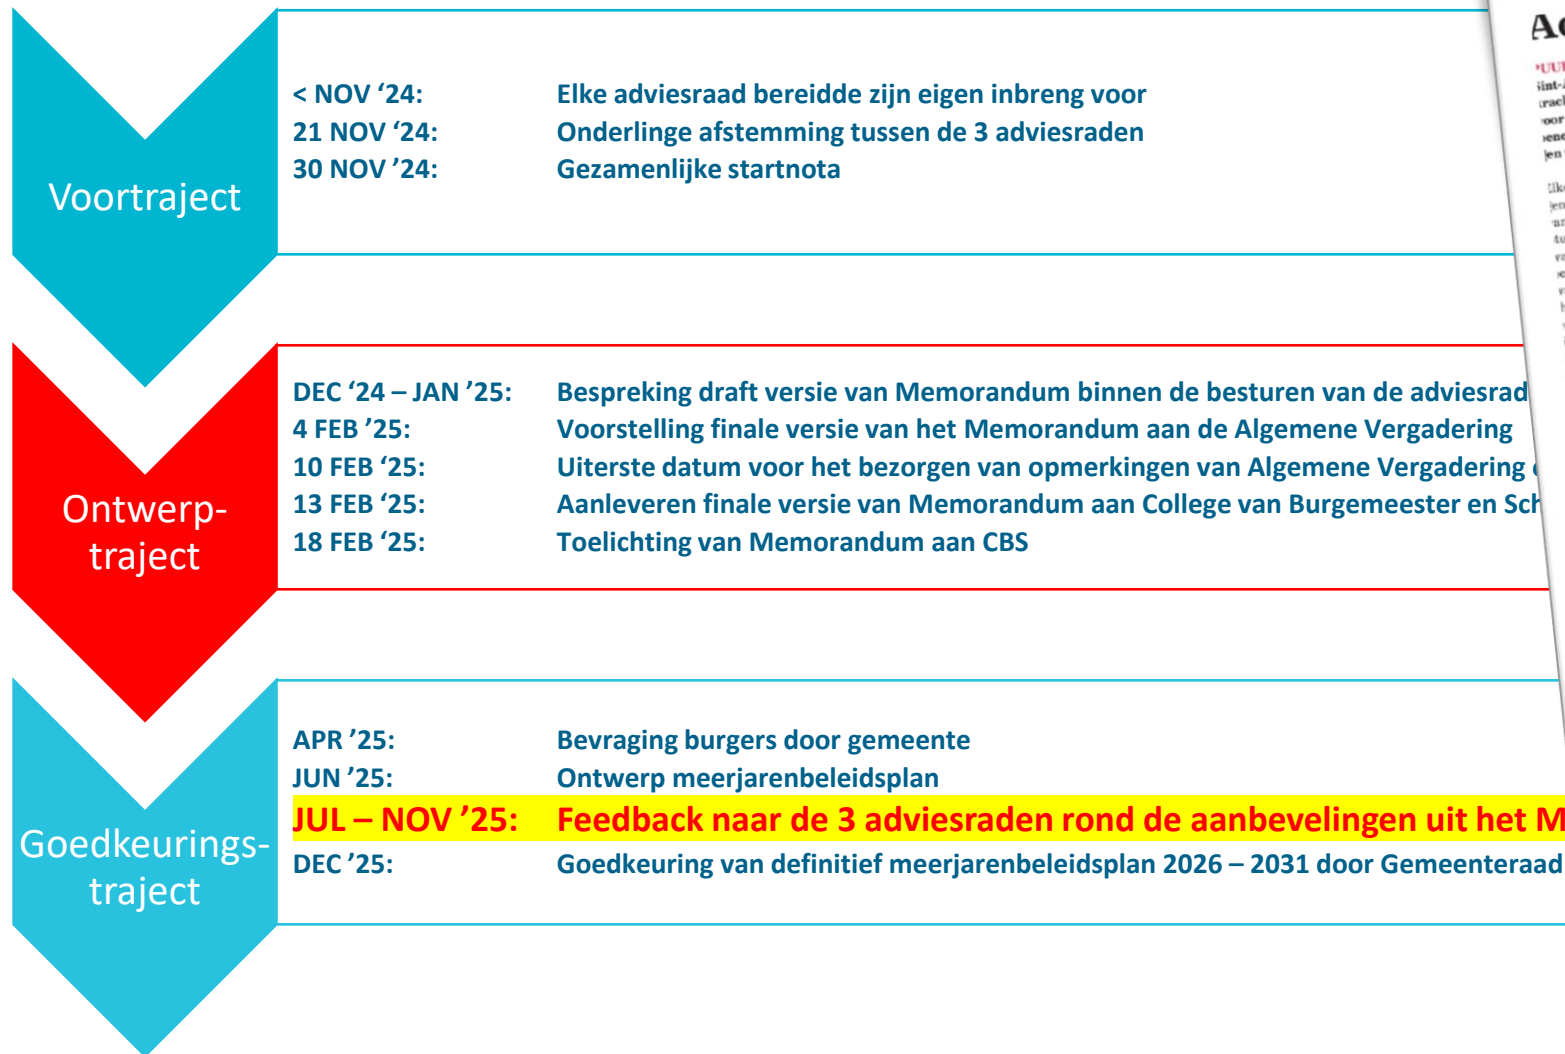 Voortraject
< NOV ‘24: Elke adviesraad bereidde zijn eigen inbreng voor
21 NOV ‘24: Onderlinge afstemming tussen de 3 adviesraden
30 NOV ’24: Gezamenlijke startnota
Ontwerp-
traject
DEC ‘24 – JAN ’25: Bespreking draft versie van Memorandum binnen de besturen van de
4 FEB ’25: Voorstelling finale versie van het Memorandum aan de Algemene Vergadering
10 FEB ‘25: Uiterste datum voor het bezorgen van opmerkingen van Algemene Vergadering
13 FEB ‘25: Aanleveren finale versie van Memorandum aan College van Burgemeester en
18 FEB ‘25: Toelichting van Memorandum aan CBS
Goedkeurings-
traject
APR ’25: Bevraging burgers door gemeente
JUN ’25: Ontwerp meerjarenbeleidsplan
JUL – NOV ’25: Feedback naar de 3 adviesraden rond de aanbevelingen uit het
DEC ’25: Goedkeuring van definitief meerjarenbeleidsplan 2026 – 2031 door Gemeenteraad